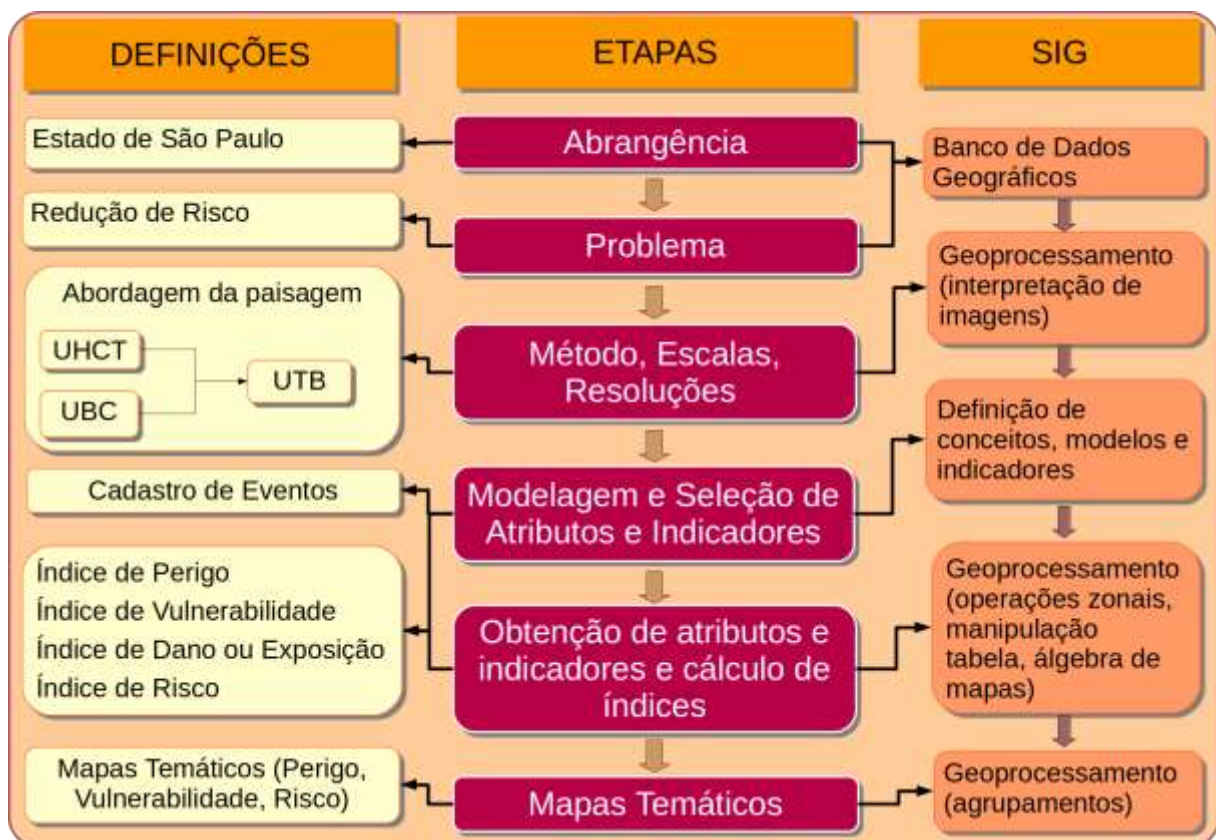 DEFINIÇÕES
ETAPAS
SIG
Estado de São Paulo
Redução de Risco
Abordagem da paisagem
UHCT
UBC
UTB
Cadastro de Eventos
Índice de Perigo
Índice de Vulnerabilidade
Índice de Dano ou Exposição
Índice de Risco
Mapas Temáticos (Perigo,
Vulnerabilidade, Risco)
Abrangência
Problema
Método, Escalas,
Resoluções
Modelagem e Seleção de
Atributos e Indicadores
Obtenção de atributos e
indicadores e cálculo de
índices
Mapas Temáticos
Banco de Dados
Geográficos
Geoprocessamento
(interpretação de
imagens)
Definição de
conceitos, modelos e
indicadores
Geoprocessamento
(operações zonais,
manipulação
tabela, álgebra de
mapas)
Geoprocessamento
(agrupamentos)